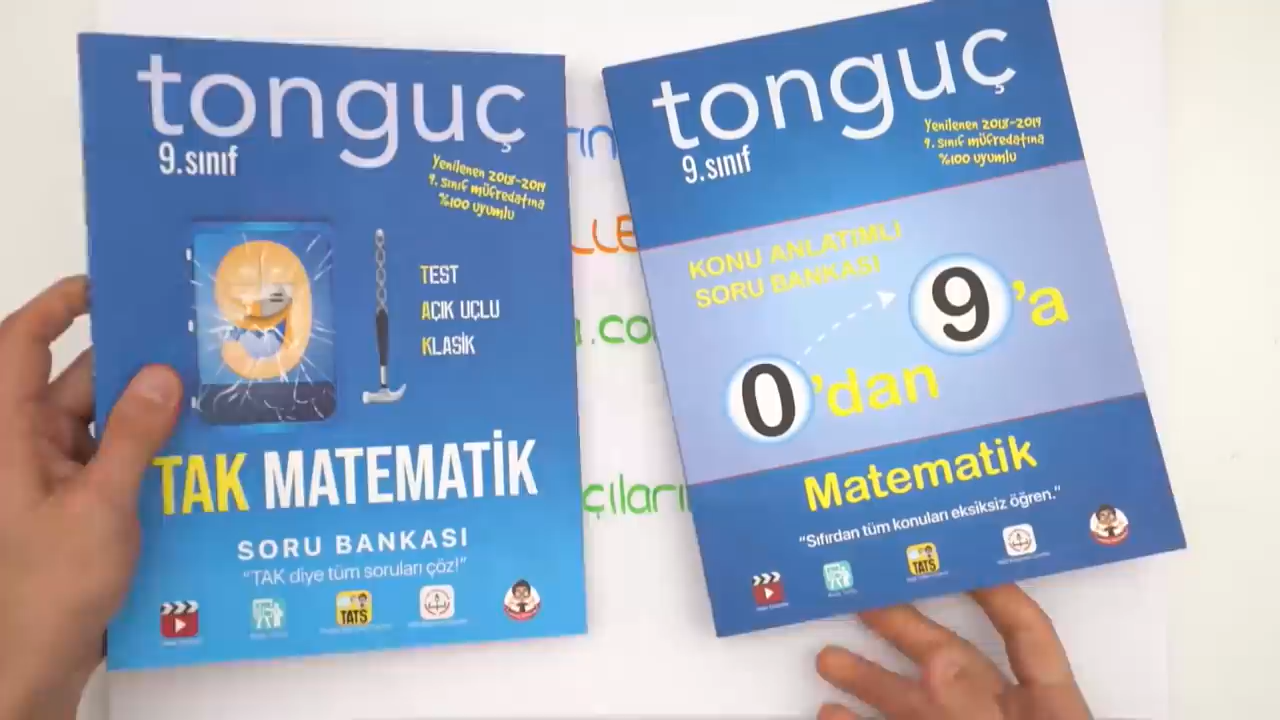 tonguç
9.sınıf
Yenilenen 2018-2019
9. sınıf müfredatına
%100 uyumlu
9
TEST
AÇIK UÇLU
KLASİK
TAK MATEMATİK
SORU BANKASI
"TAK diye tüm soruları çöz!"
TATS
tonguç
9.sınıf
Yenilenen 2018-2019
9. sınıf müfredatına
%100 uyumlu
KONU ANLATIMLI
SORU BANKASI
0'dan
9'a
Matematik
"Sıfırdan tüm konuları eksiksiz öğren."
TATS